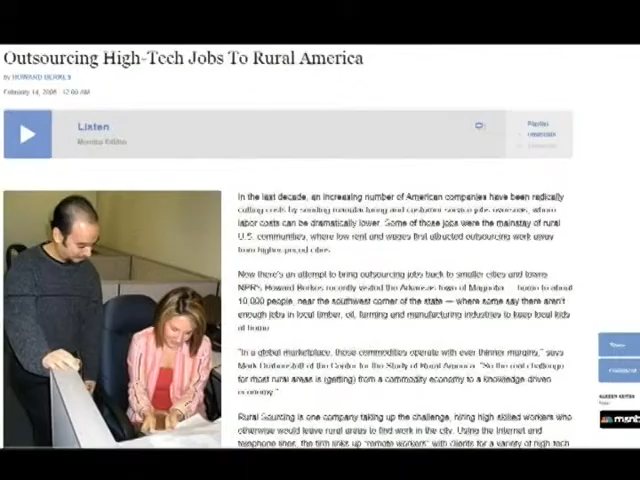 Outsourcing High-Tech Jobs To Rural America
by HOWARD BERKES
February 14, 2006 12:00 AM
Listen
Morning Edition
Playlist
In the last decade, an increasing number of American companies have been radically
cutting costs by sending manufacturing and customer service jobs overseas, where
labor costs can be dramatically lower. Some of those jobs were the mainstay of rural
U.S. communities, where low rent and wages first attracted outsourcing work away
from higher-priced cities.
Now there's an attempt to bring outsourcing jobs back to smaller cities and towns.
NPR's Howard Berkes recently visited the Arkansas town of Magnolia — home to about
10,000 people, near the southwest corner of the state — where some say there aren't
enough jobs in local timber, oil, farming and manufacturing industries to keep local kids
at home.
"In a global marketplace, those commodities operate with ever thinner margins," says
Mark of the Center for the Study of Rural America. "So the real challenge
for most rural areas is (getting) from a commodity economy to a knowledge-driven
economy."
Rural Sourcing is one company taking up the challenge, hiring high-skilled workers who
otherwise would leave rural areas to find work in the city. Using the Internet and
telephone lines, the firm links up "remote workers" with clients for a variety of high tech
Share
Comment
msnb